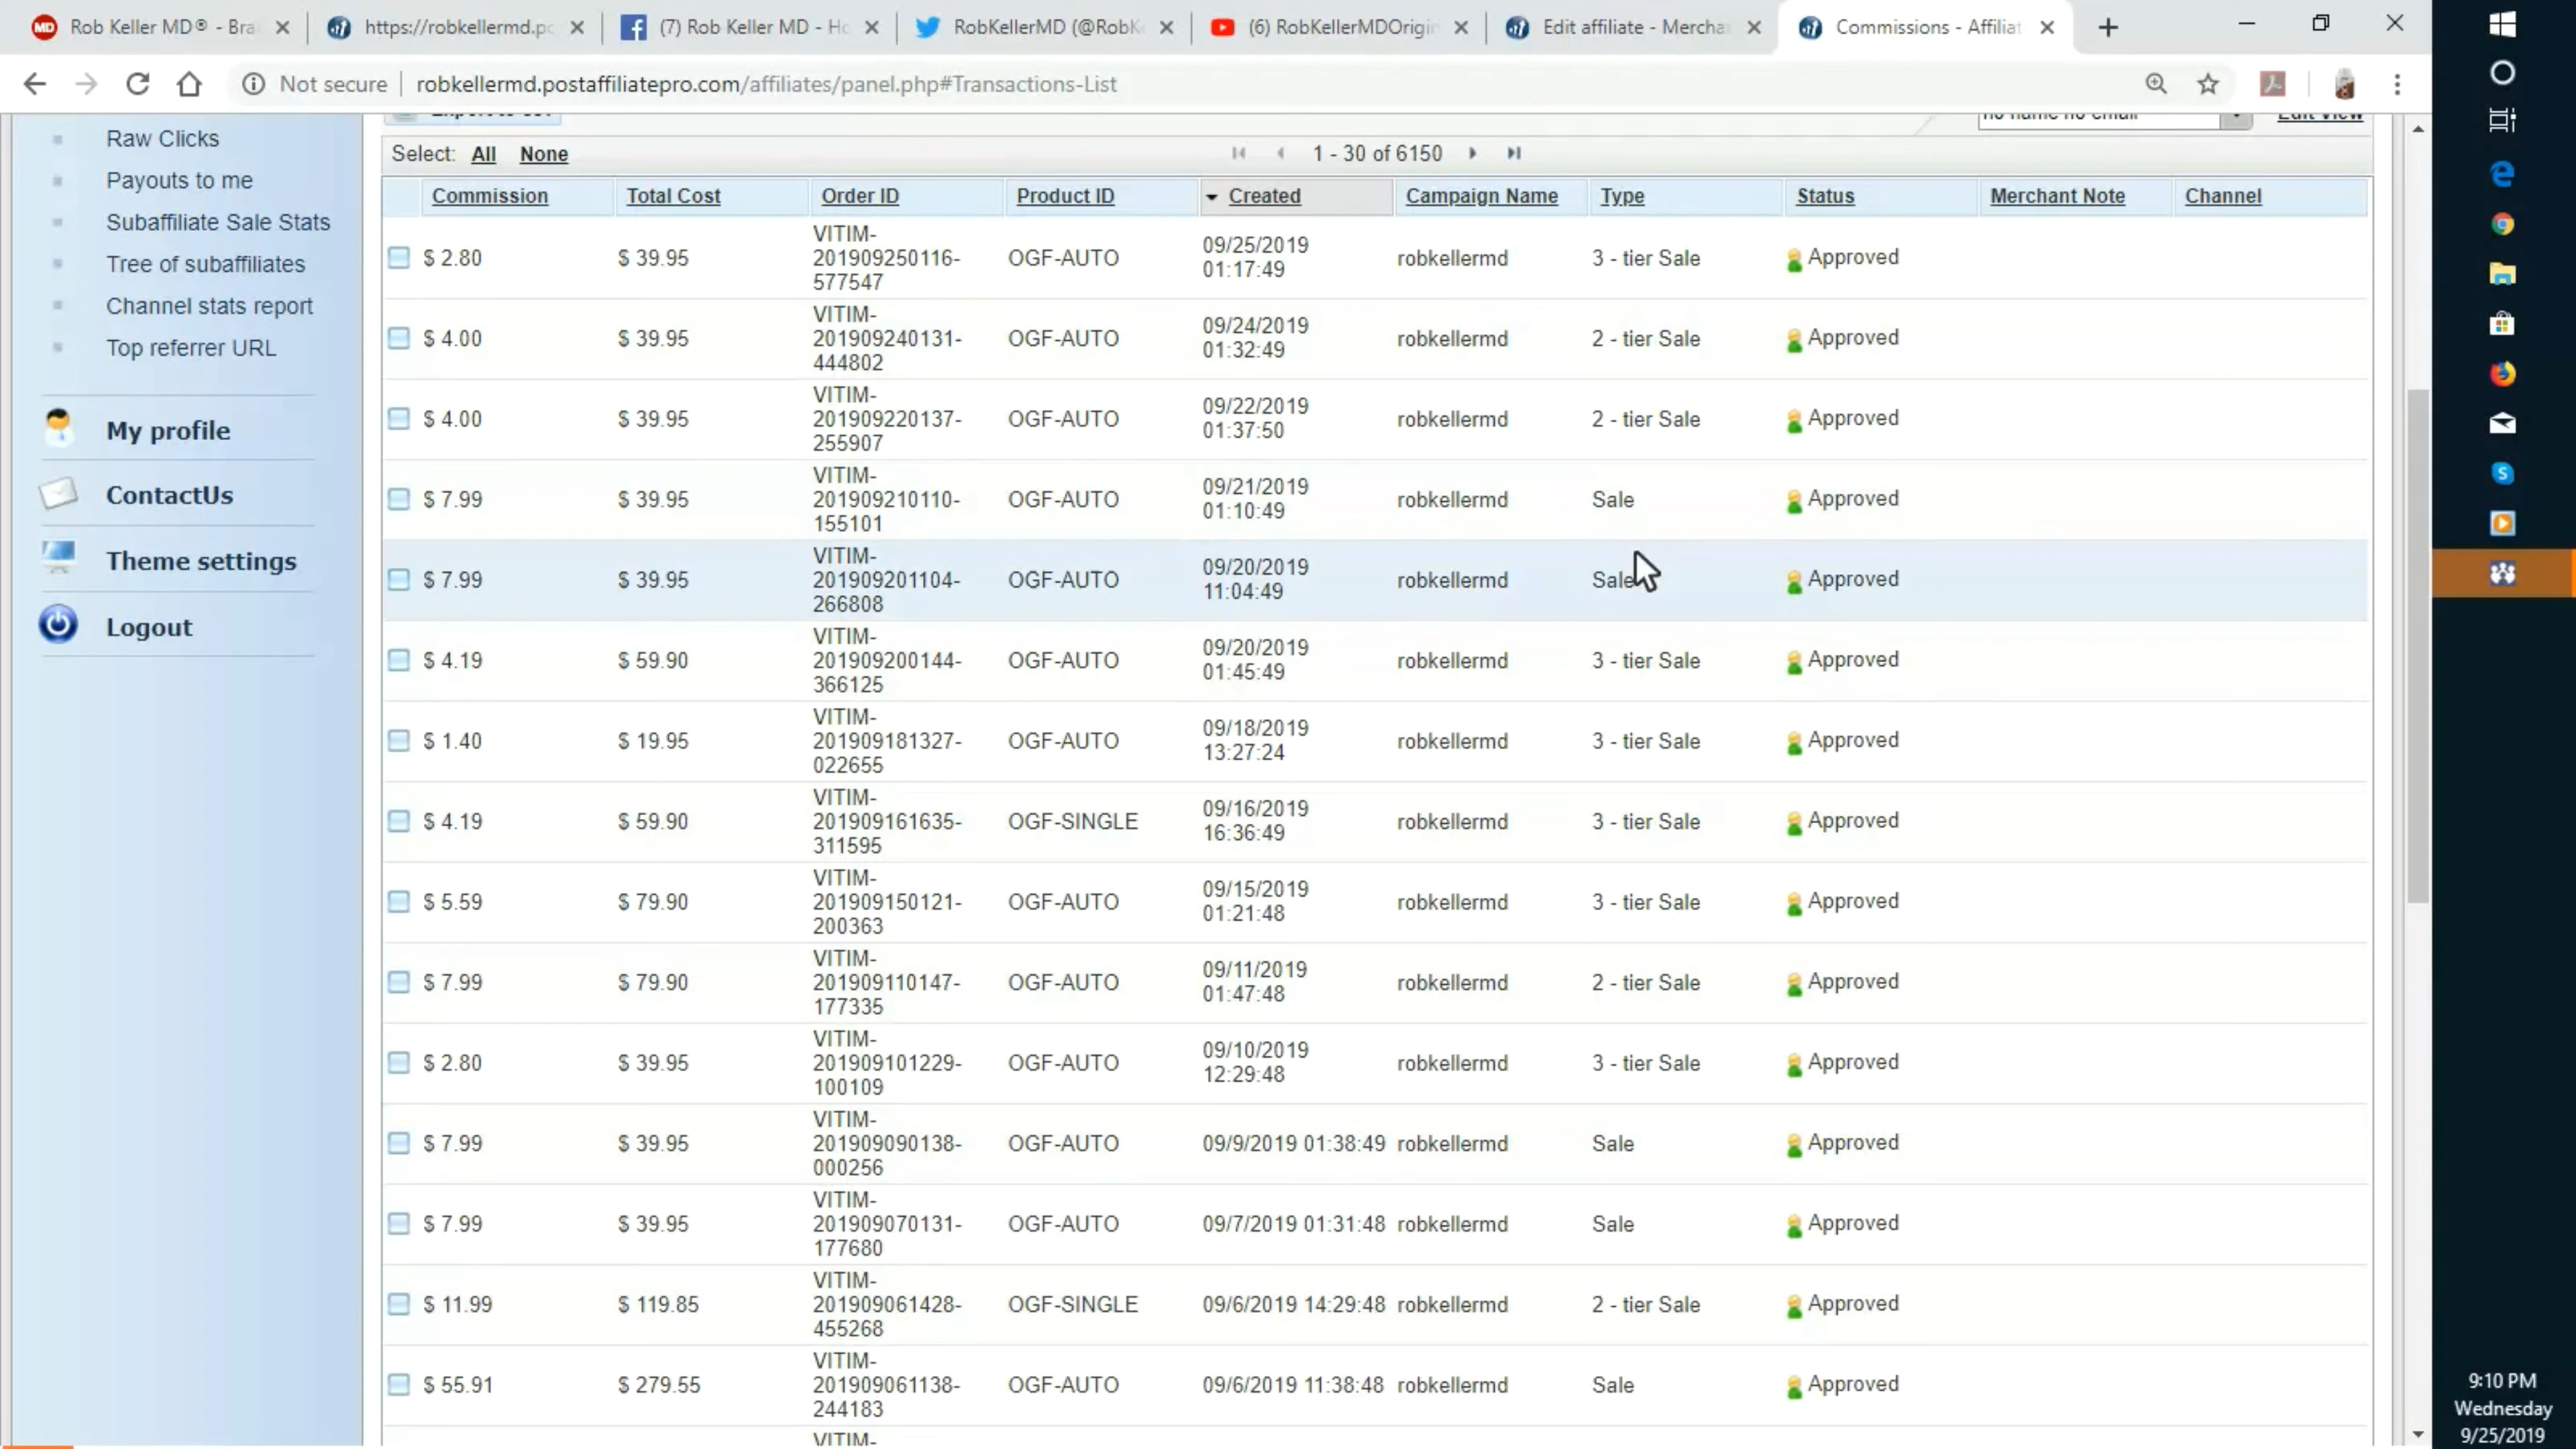 Rob Keller MD® - Bra
https://robkellermd.pc
(7) Rob Keller MD - Ho
RobKellerMD (@RobK
(6) RobKellerMDOrigin
Edit affiliate - Mercha
Commissions - Affiliat
Not secure
robkellermd.postaffiliatepro.com/affiliates/panel.php#Transactions-List
Raw Clicks
Payouts to me
Subaffiliate Sale Stats
Tree of subaffiliates
Channel stats report
Top referrer URL
My profile
ContactUs
Theme settings
Logout
Edit View
Select: All None
1 - 30 of 6150
Commission Total Cost Order ID Product ID Created Campaign Name Type Status Merchant Note Channel
$ 2.80 $ 39.95 VITIM-
201909250116-
577547 OGF-AUTO 09/25/2019
01:17:49 robkellermd 3 - tier Sale Approved
$ 4.00 $ 39.95 VITIM-
201909240131-
444802 OGF-AUTO 09/24/2019
01:32:49 robkellermd 2 - tier Sale Approved
$ 4.00 $ 39.95 VITIM-
201909220137-
255907 OGF-AUTO 09/22/2019
01:37:50 robkellermd 2 - tier Sale Approved
$ 7.99 $ 39.95 VITIM-
201909210110-
155101 OGF-AUTO 09/21/2019
01:10:49 robkellermd Sale Approved
$ 7.99 $ 39.95 VITIM-
201909201104-
266808 OGF-AUTO 09/20/2019
11:04:49 robkellermd Sale Approved
$ 4.19 $ 59.90 VITIM-
201909200144-
366125 OGF-AUTO 09/20/2019
01:45:49 robkellermd 3 - tier Sale Approved
$ 1.40 $ 19.95 VITIM-
201909181327-
022655 OGF-AUTO 09/18/2019
13:27:24 robkellermd 3 - tier Sale Approved
$ 4.19 $ 59.90 VITIM-
201909161635-
311595 OGF-SINGLE 09/16/2019
16:36:49 robkellermd 3 - tier Sale Approved
$ 5.59 $ 79.90 VITIM-
201909150121-
200363 OGF-AUTO 09/15/2019
01:21:48 robkellermd 3 - tier Sale Approved
$ 7.99 $ 79.90 VITIM-
201909110147-
177335 OGF-AUTO 09/11/2019
01:47:48 robkellermd 2 - tier Sale Approved
$ 2.80 $ 39.95 VITIM-
201909101229-
100109 OGF-AUTO 09/10/2019
12:29:48 robkellermd 3 - tier Sale Approved
$ 7.99 $ 39.95 VITIM-
201909090138-
000256 OGF-AUTO 09/9/2019 01:38:49 robkellermd Sale Approved
$ 7.99 $ 39.95 VITIM-
201909070131-
177680 OGF-AUTO 09/7/2019 01:31:48 robkellermd Sale Approved
$ 11.99 $ 119.85 VITIM-
201909061428-
455268 OGF-SINGLE 09/6/2019 14:29:48 robkellermd 2 - tier Sale Approved
$ 55.91 $ 279.55 VITIM-
201909061138-
244183 OGF-AUTO 09/6/2019 11:38:48 robkellermd Sale Approved
VITIM-
9:10 PM
Wednesday
9/25/2019